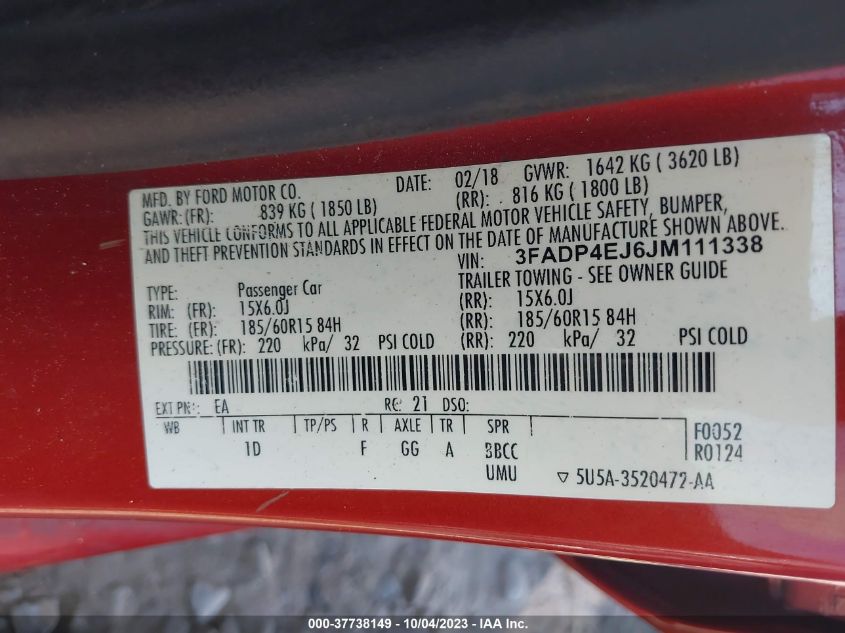 MFD. BY FORD MOTOR CO. DATE: 02/18 GVWR: 1642 KG ( 3620 LB)
GAWR: (FR): 839 KG ( 1850 LB) (RR): 816 KG ( 1800 LB)
THIS VEHICLE CONFORMS TO ALL APPLICABLE FEDERAL MOTOR VEHICLE SAFETY, BUMPER,
AND THEFT PREVENTION STANDARDS IN EFFECT ON THE DATE OF MANUFACTURE SHOWN ABOVE.
VIN: 3FADP4EJ6JM111338
TYPE: Passenger Car TRAILER TOWING - SEE OWNER GUIDE
RIM: (FR): 15X6.0J (RR): 15X6.0J
TIRE: (FR): 185/60R15 84H (RR): 185/60R15 84H
PRESSURE: (FR): 220 kPa/ 32 PSI COLD (RR): 220 kPa/ 32 PSI COLD
EXT PNT: EA RC: 21 DSO:
WB INT TR TP/PS R AXLE TR SPR
1D F GG A BBCC
UMU
F0052
R0124
5U5A-3520472-AA
000-37738149 - 10/04/2023 - IAA Inc.